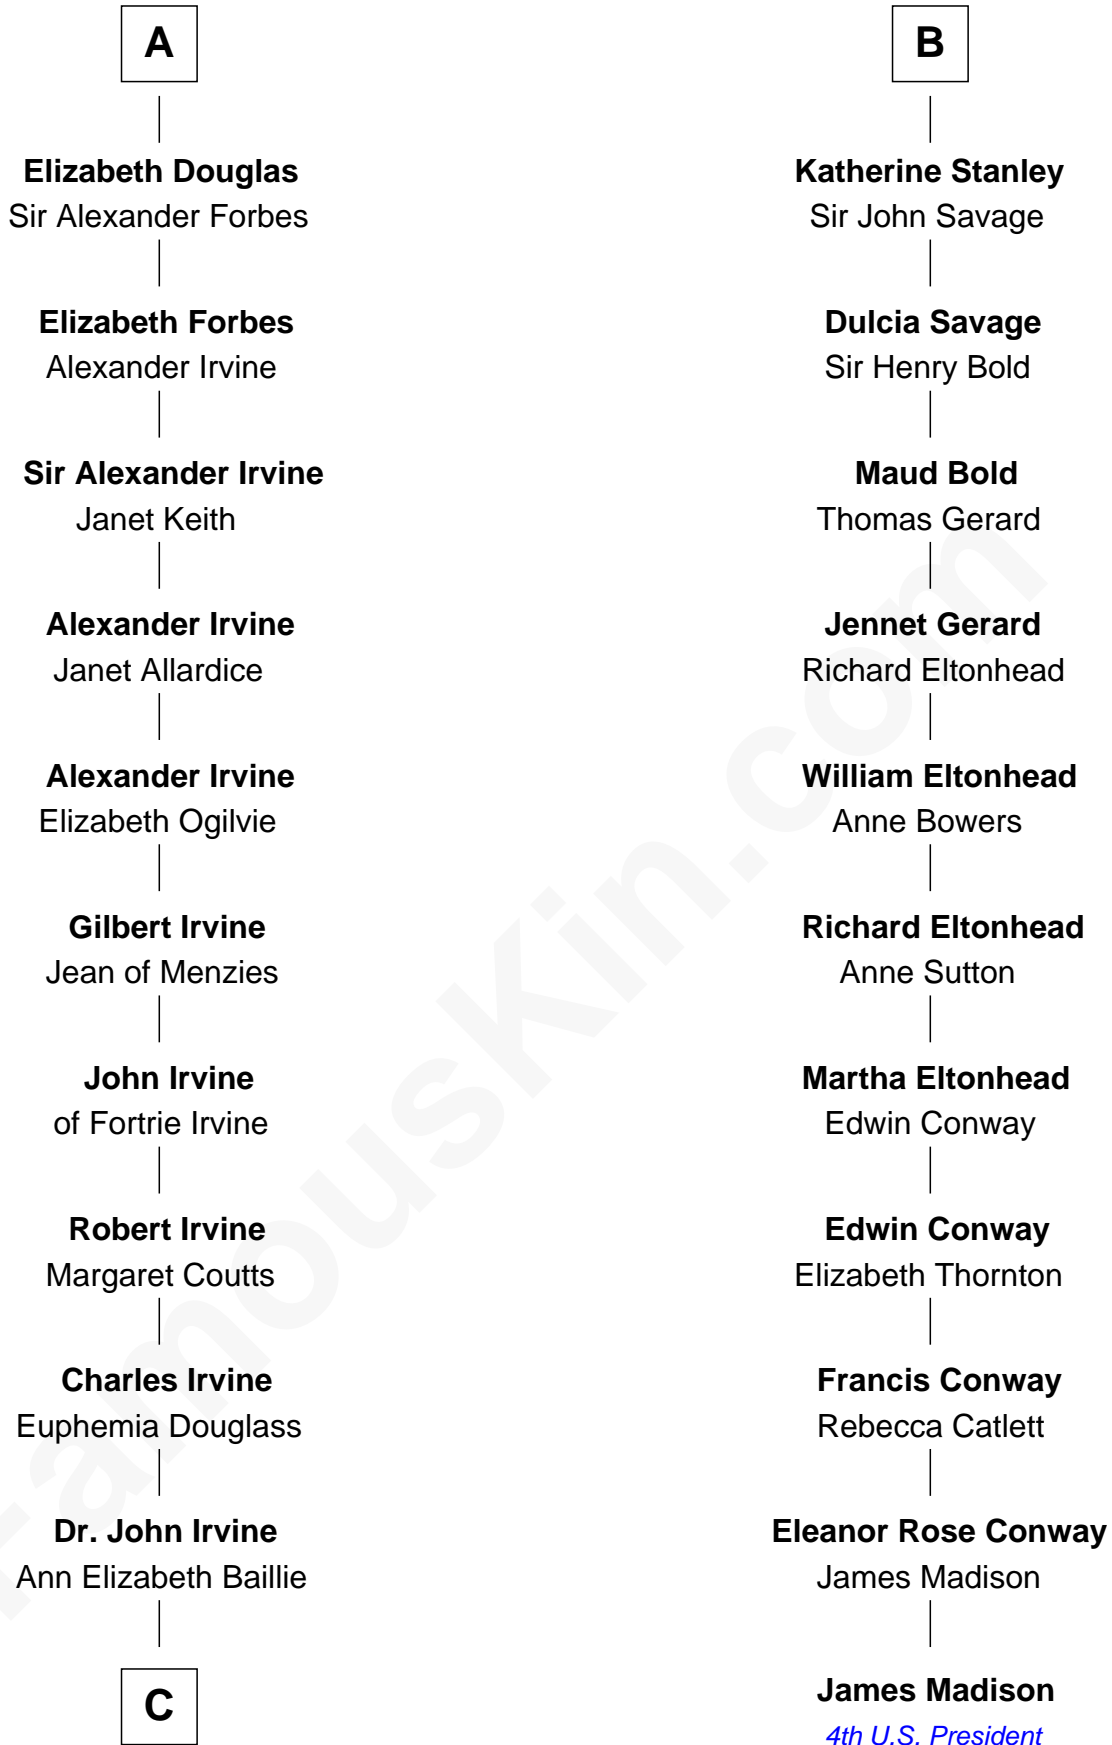 A
Elizabeth Douglas
Sir Alexander Forbes
Elizabeth Forbes
Alexander Irvine
Sir Alexander Irvine
Janet Keith
Alexander Irvine
Janet Allardice
Alexander Irvine
Elizabeth Ogilvie
Gilbert Irvine
Jean of Menzies
John Irvine
of Fortrie Irvine
Robert Irvine
Margaret Coutts
Charles Irvine
Euphemia Douglass
Dr. John Irvine
Ann Elizabeth Baillie
C
B
Katherine Stanley
Sir John Savage
Dulcia Savage
Sir Henry Bold
Maud Bold
Thomas Gerard
Jennet Gerard
Richard Eltonhead
William Eltonhead
Anne Bowers
Richard Eltonhead
Anne Sutton
Martha Eltonhead
Edwin Conway
Edwin Conway
Elizabeth Thornton
Francis Conway
Rebecca Catlett
Eleanor Rose Conway
James Madison
James Madison
4th U.S. President
FamousKin.com